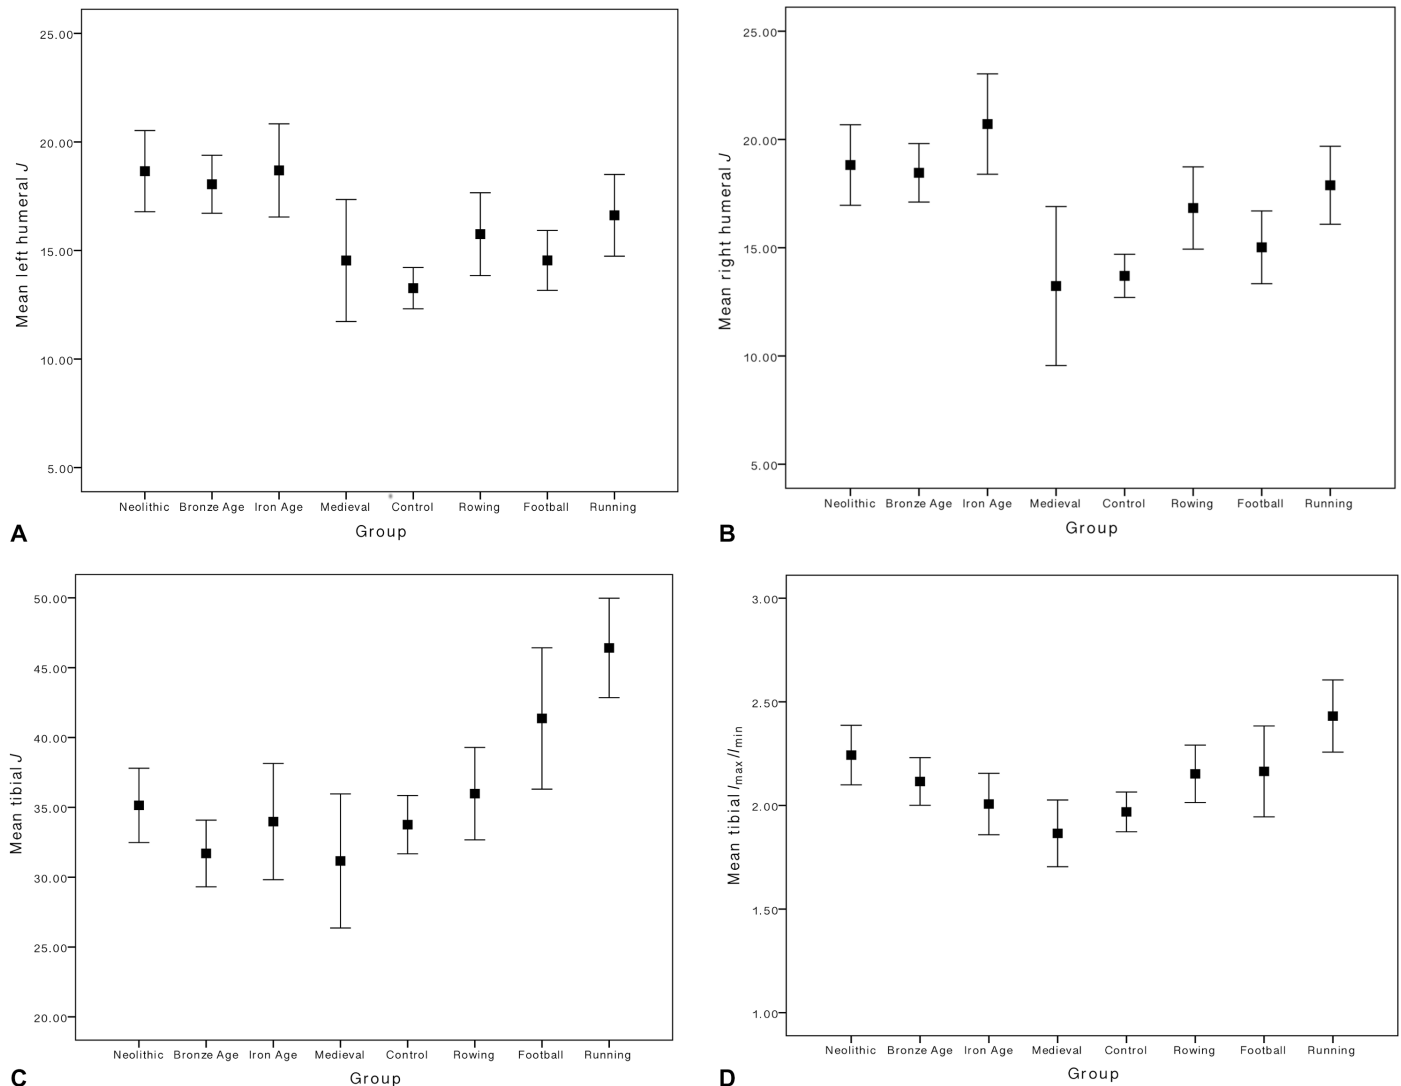 25.00
20.00
15.00
10.00
5.00
Mean left humeral J
Neolithic Bronze Age Iron Age Medieval Control Rowing Football Running
Group
A
25.00
20.00
15.00
10.00
5.00
Mean right humeral J
Neolithic Bronze Age Iron Age Medieval Control Rowing Football Running
Group
B
50.00
45.00
40.00
35.00
30.00
25.00
20.00
Mean tibial J
Neolithic Bronze Age Iron Age Medieval Control Rowing Football Running
Group
C
3.00
2.50
2.00
1.50
1.00
Mean tibial Imax/Imin
Neolithic Bronze Age Iron Age Medieval Control Rowing Football Running
Group
D